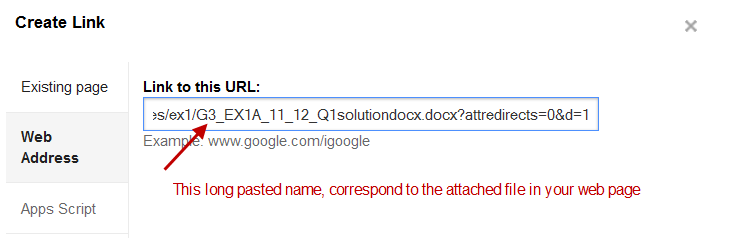 Create Link
×
Existing page
Web
Address
Apps Script
Link to this URL:
es/ex1/G3_EX1A_11_12_Q1solutiondocx.docx?attredirects=0&d=1
Example: www.google.com/igoogle
This long pasted name, correspond to the attached file in your web page